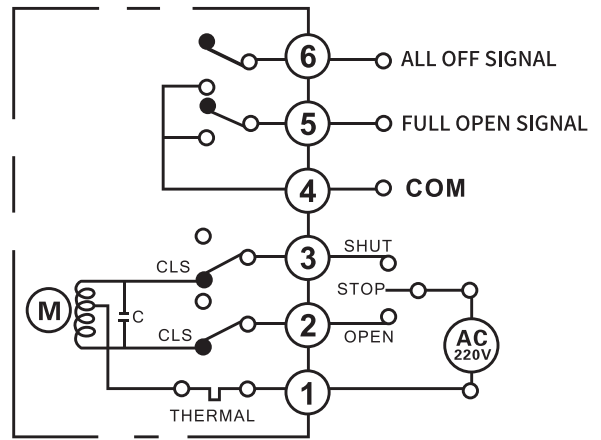 6 ALL OFF SIGNAL
5 FULL OPEN SIGNAL
4 COM
3 SHUT
CLS
STOP
M
C
2 OPEN
CLS
AC
220V
1
THERMAL